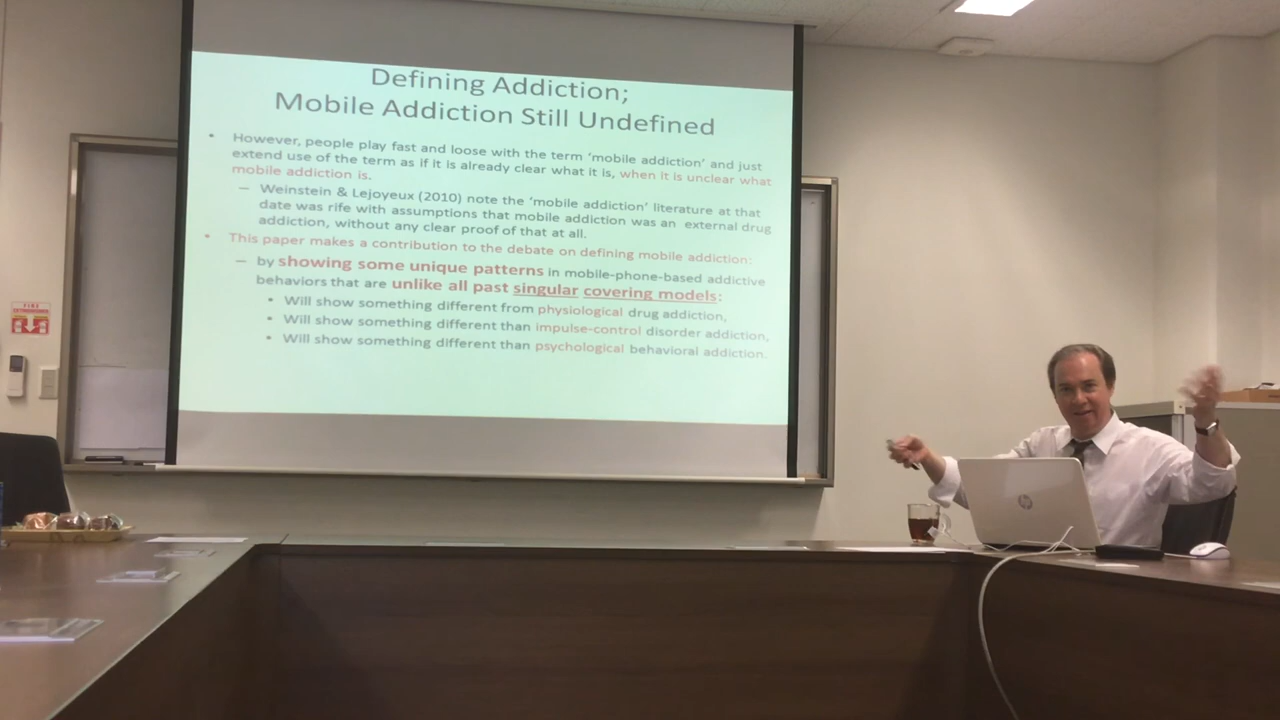 Defining Addiction;
Mobile Addiction Still Undefined
• However, people play fast and loose with the term 'mobile addiction' and just
extend use of the term as if it is already clear what it is, when it is unclear what
mobile addiction is.
– Weinstein & Lejoyeux (2010) note the 'mobile addiction' literature at that
date was rife with assumptions that mobile addiction was an external drug
addiction, without any clear proof of that at all.
• This paper makes a contribution to the debate on defining mobile addiction:
– by showing some unique patterns in mobile-phone-based addictive
behaviors that are unlike all past singular covering models:
• Will show something different from physiological drug addiction,
• Will show something different than impulse-control disorder addiction,
• Will show something different than psychological behavioral addiction.
FIRE
EXTINGUISHER
hp